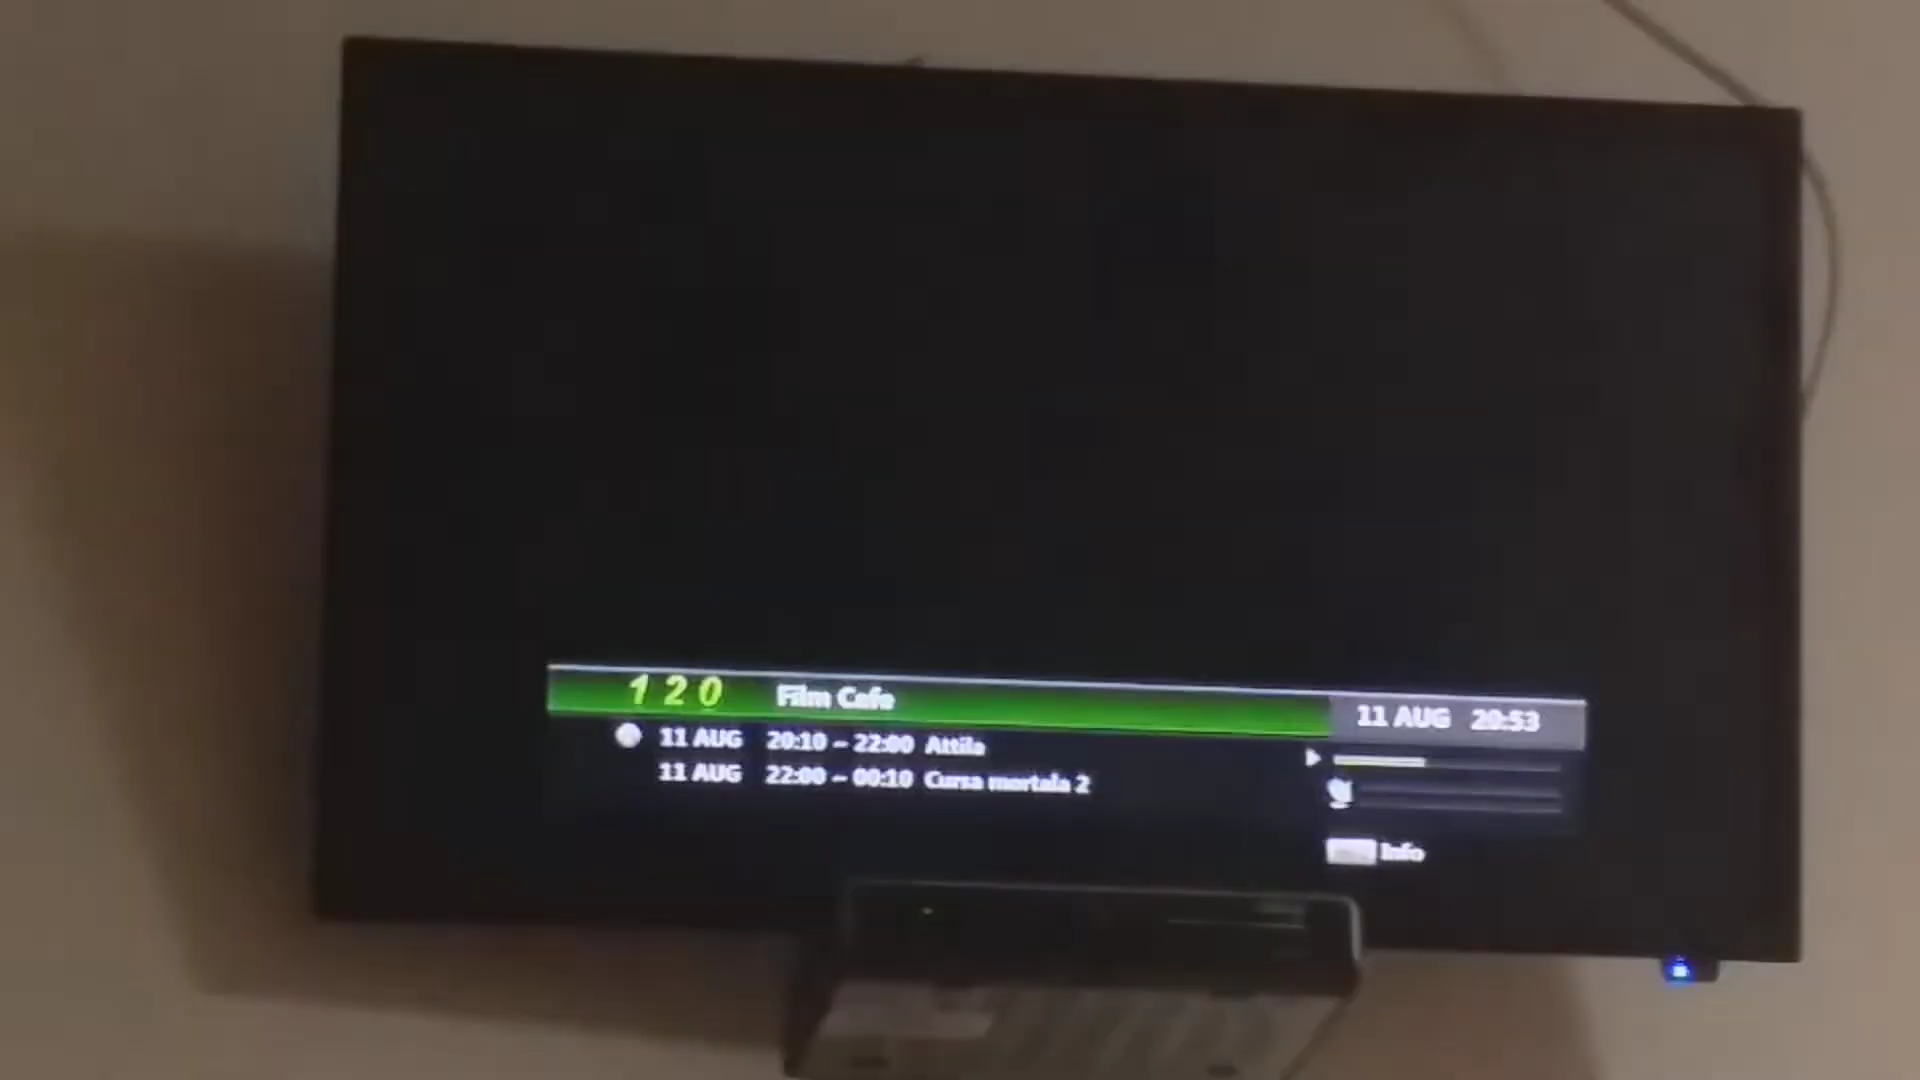 120 Film Cafe
11 AUG 20:53
11 AUG 20:10 - 22:00 Attila
11 AUG 22:00 - 00:10 Cursa mortala 2
Info